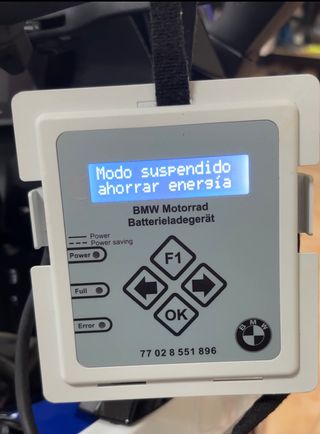 Modo suspendido
ahorrar energía
BMW Motorrad
Batterieladegerät
Power
Power saving
Power
F1
Full
OK
Error
BMW
77 02 8 551 896